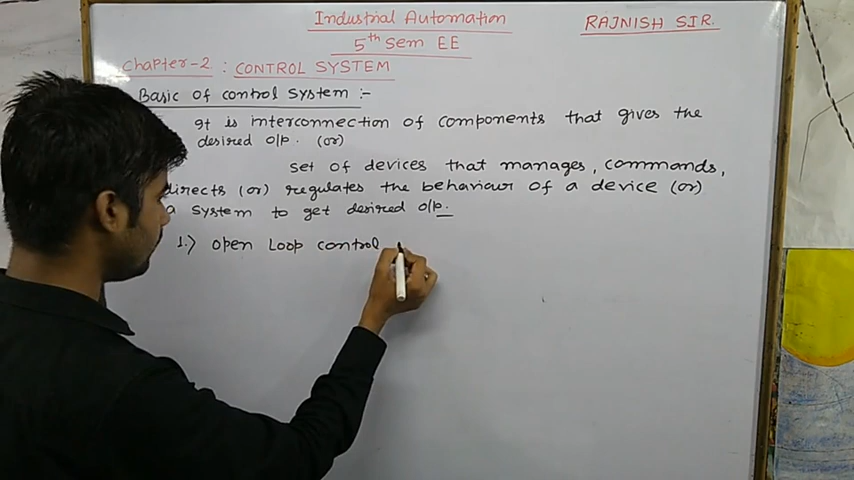 Industrial Automation
RAJNISH SIR.
5th Sem EE
Chapter-2 : CONTROL SYSTEM
Basic of control System :-
It is interconnection of components that gives the
desired o/p. (or)
set of devices that manages, commands,
directs (or) regulates the behaviour of a device (or)
a system to get desired o/p.
1.) open Loop control